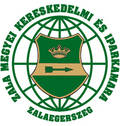 ZALA MEGYEI KERESKEDELMI ÉS IPARKAMARA
ZALAEGERSZEG